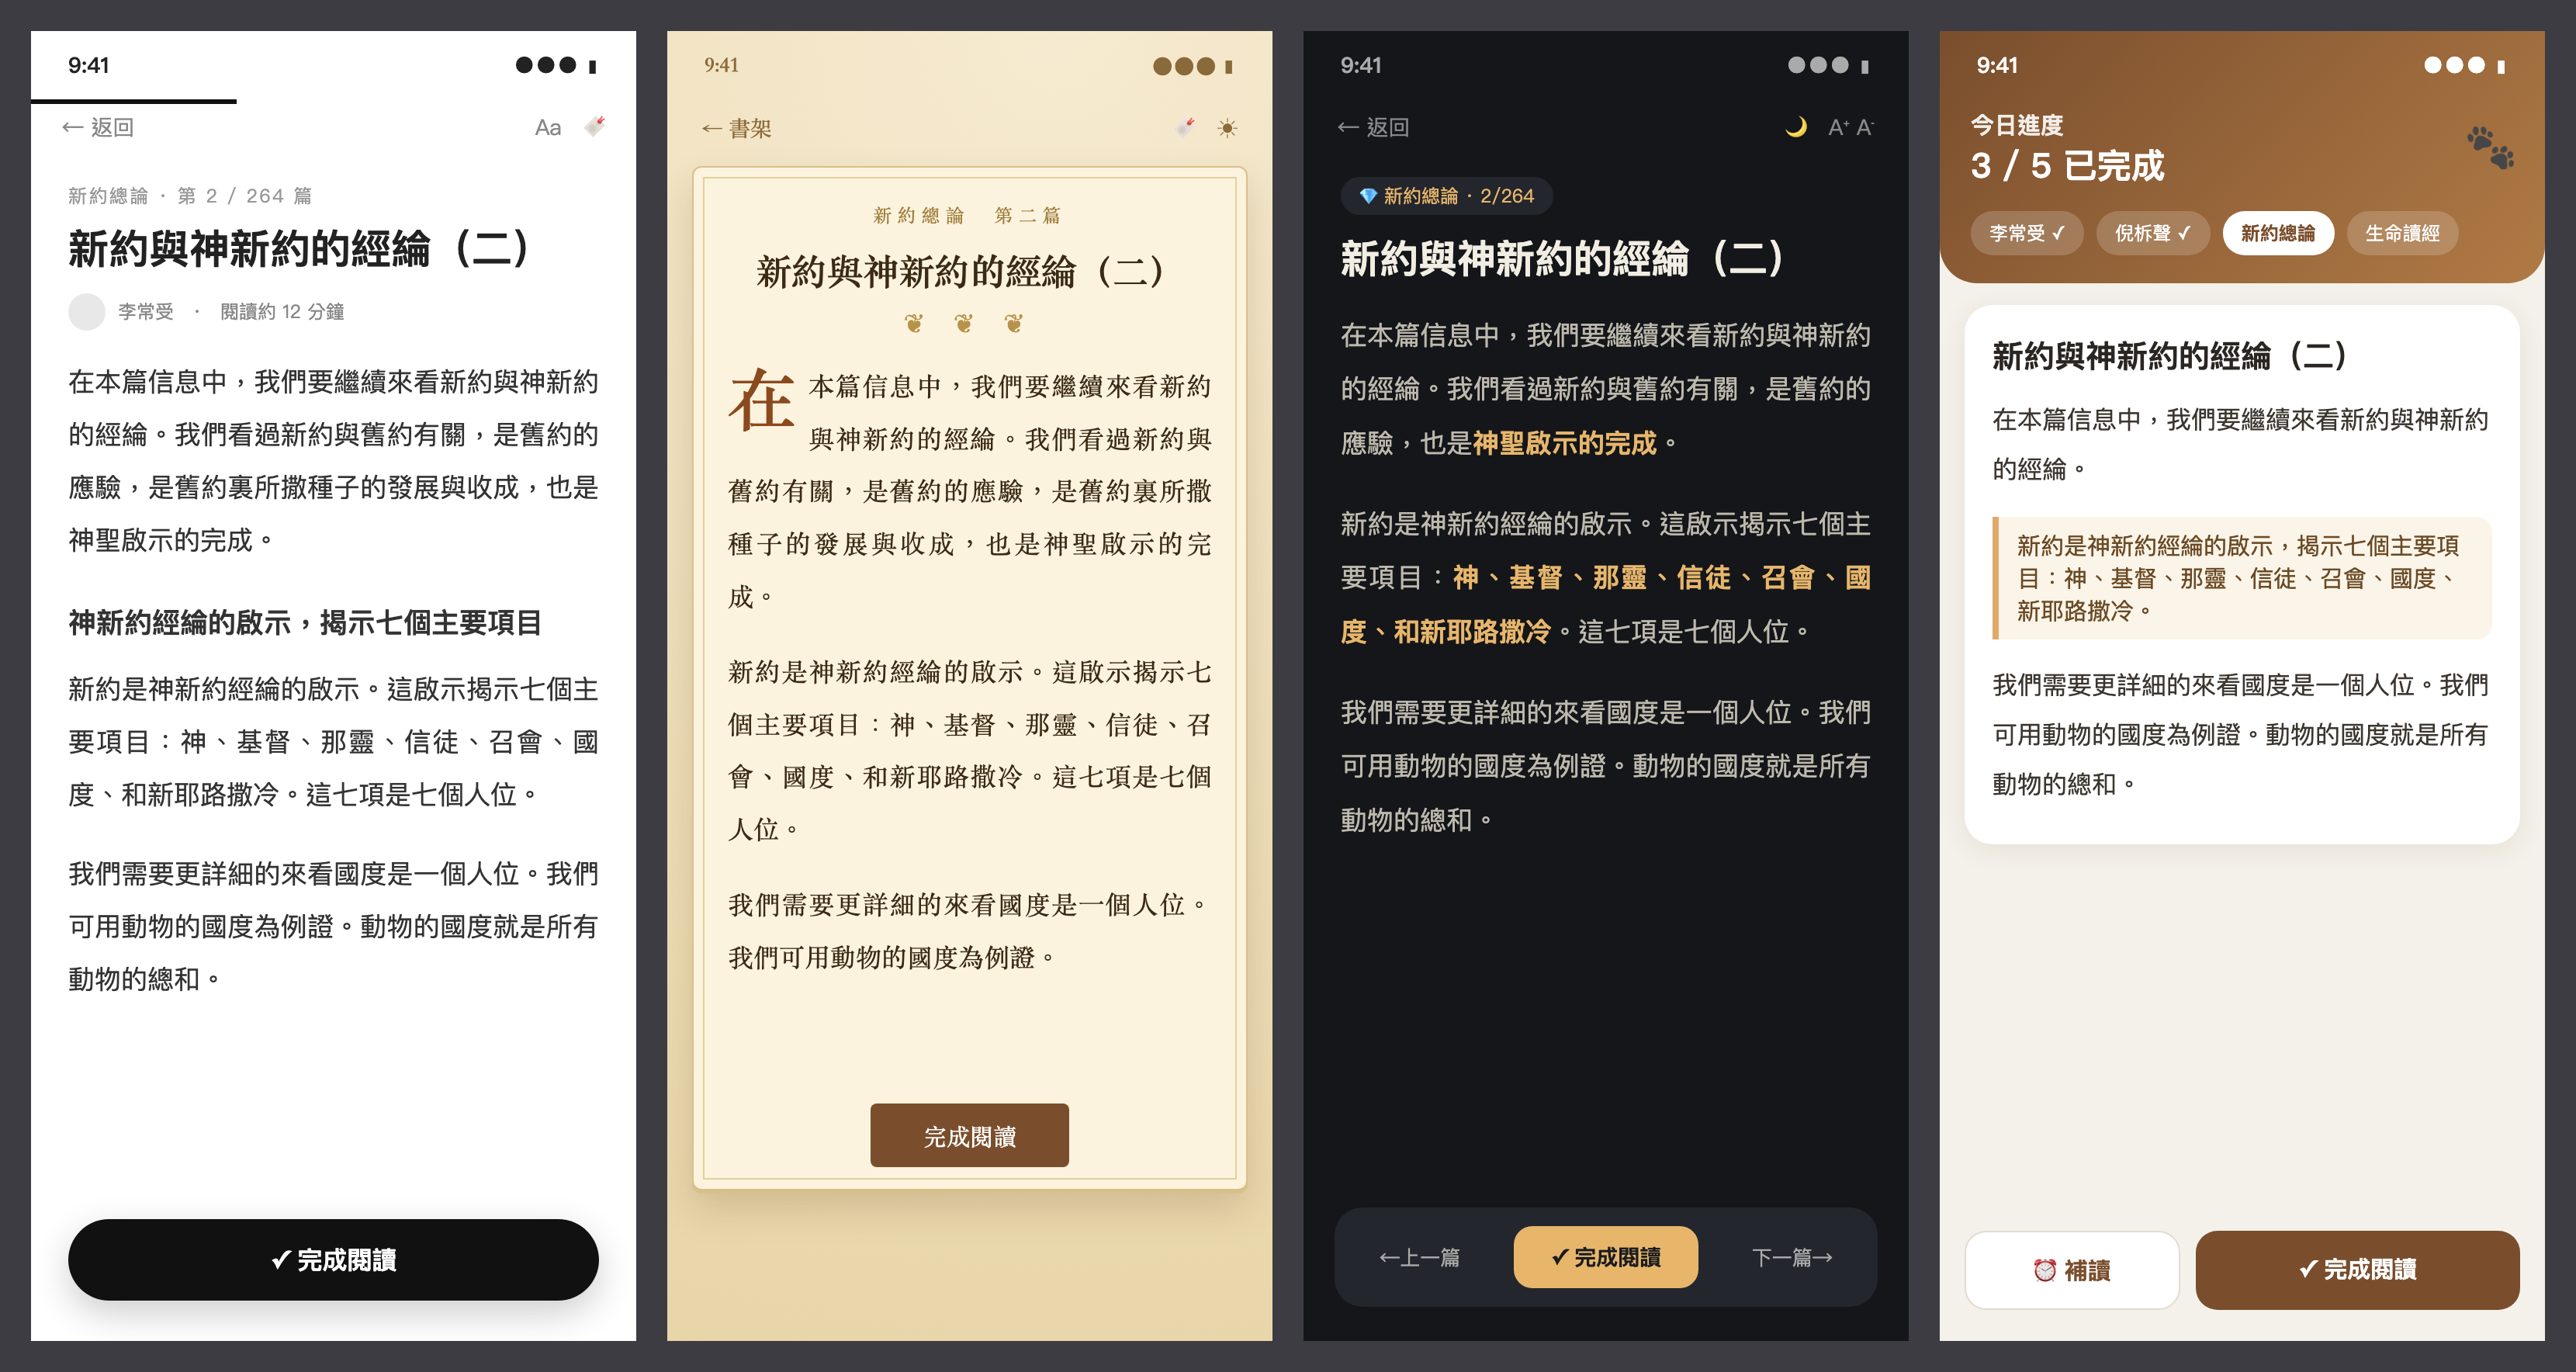 9:41
← 返回
Aa
新約總論 · 第 2 / 264 篇
新約與神新約的經綸（二）
李常受 · 閱讀約 12 分鐘
在本篇信息中，我們要繼續來看新約與神新約
的經綸。我們看過新約與舊約有關，是舊約的
應驗，是舊約裏所撒種子的發展與收成，也是
神聖啟示的完成。
神新約經綸的啟示，揭示七個主要項目
新約是神新約經綸的啟示。這啟示揭示七個主
要項目：神、基督、那靈、信徒、召會、國
度、和新耶路撒冷。這七項是七個人位。
我們需要更詳細的來看國度是一個人位。我們
可用動物的國度為例證。動物的國度就是所有
動物的總和。
✓ 完成閱讀
9:41
← 書架
新約總論 第二篇
新約與神新約的經綸（二）
在本篇信息中，我們要繼續來看新約
與神新約的經綸。我們看過新約與
舊約有關，是舊約的應驗，是舊約裏所撒
種子的發展與收成，也是神聖啟示的完
成。
新約是神新約經綸的啟示。這啟示揭示七
個主要項目：神、基督、那靈、信徒、召
會、國度、和新耶路撒冷。這七項是七個
人位。
我們需要更詳細的來看國度是一個人位。
我們可用動物的國度為例證。
完成閱讀
9:41
← 返回
A⁺ A⁻
新約總論 · 2/264
新約與神新約的經綸（二）
在本篇信息中，我們要繼續來看新約與神新約
的經綸。我們看過新約與舊約有關，是舊約的
應驗，也是神聖啟示的完成。
新約是神新約經綸的啟示。這啟示揭示七個主
要項目：神、基督、那靈、信徒、召會、國
度、和新耶路撒冷。這七項是七個人位。
我們需要更詳細的來看國度是一個人位。我們
可用動物的國度為例證。動物的國度就是所有
動物的總和。
←上一篇
✓ 完成閱讀
下一篇→
9:41
今日進度
3 / 5 已完成
李常受 ✓
倪柝聲 ✓
新約總論
生命讀經
新約與神新約的經綸（二）
在本篇信息中，我們要繼續來看新約與神新約
的經綸。
新約是神新約經綸的啟示，揭示七個主要項
目：神、基督、那靈、信徒、召會、國度、
新耶路撒冷。
我們需要更詳細的來看國度是一個人位。我們
可用動物的國度為例證。動物的國度就是所有
動物的總和。
補讀
✓ 完成閱讀